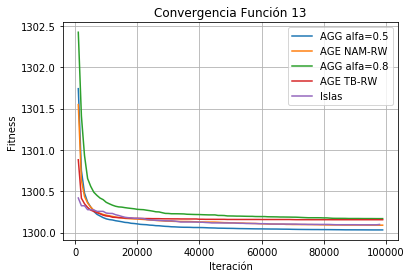 Convergencia Función 13
1302.5
1302.0
1301.5
1301.0
1300.5
1300.0
Fitness
AGG alfa=0.5
AGE NAM-RW
AGG alfa=0.8
AGE TB-RW
Islas
0 20000 40000 60000 80000 100000
Iteración